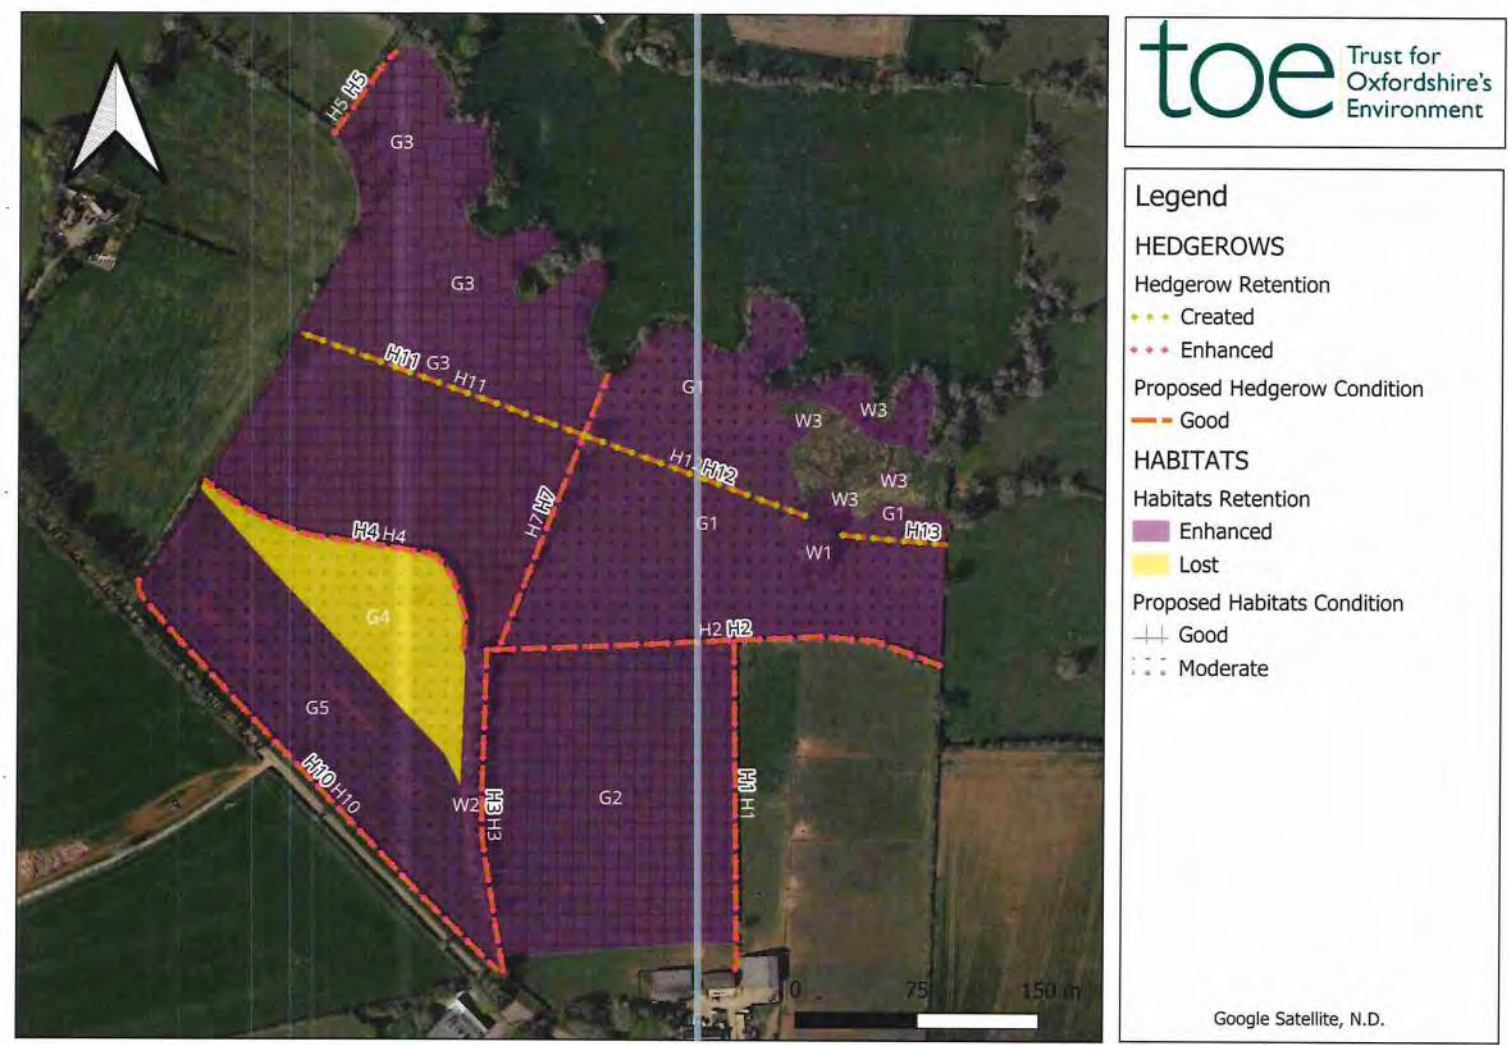 H5 H5
G3
G3
H11 G3
H11
G1
W3
W3
H12 H12
W3
W3
G1
G1
H13
W1
H4 H4
H7 H7
G4
H2 H2
G5
H10 H10
W2
H3 H3
G2
H1 H1
0 75 150 m
toe
Trust for
Oxfordshire's
Environment
Legend
HEDGEROWS
Hedgerow Retention
Created
Enhanced
Proposed Hedgerow Condition
Good
HABITATS
Habitats Retention
Enhanced
Lost
Proposed Habitats Condition
Good
Moderate
Google Satellite, N.D.